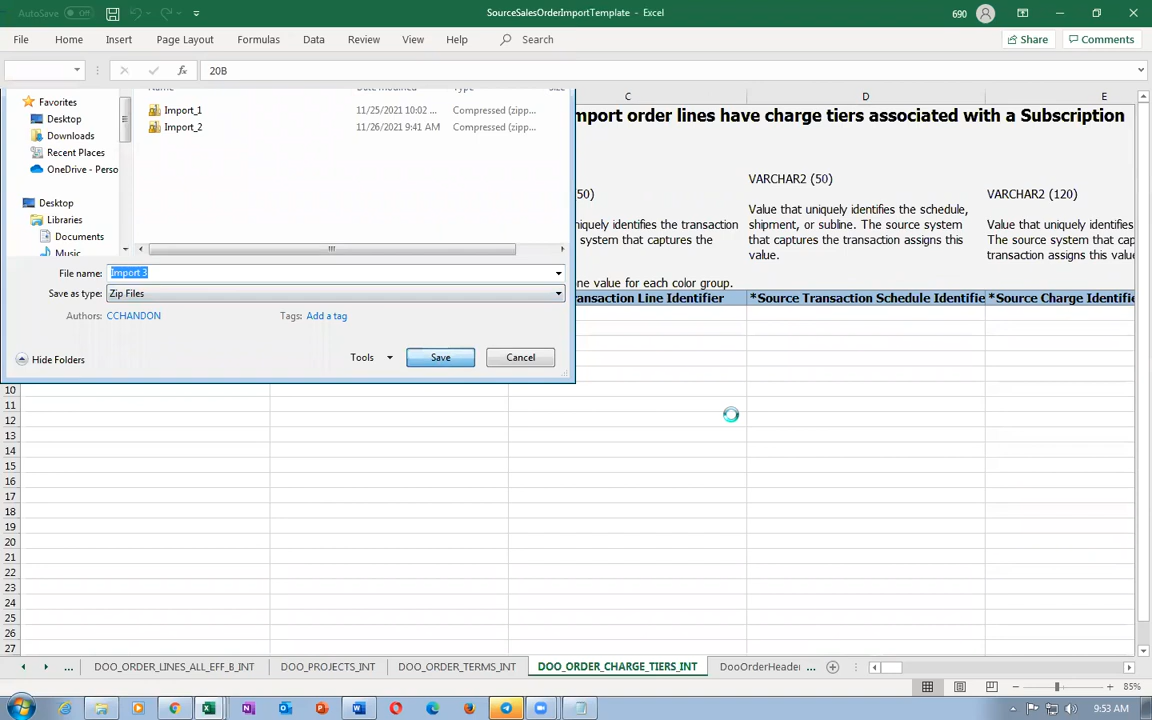 AutoSave Off
SourceSalesOrderImportTemplate - Excel
690
File Home Insert Page Layout Formulas Data Review View Help Search
Share Comments
fx 20B
Favorites
Desktop
Downloads
Recent Places
OneDrive - Perso
Desktop
Libraries
Documents
Music
Import_1 11/25/2021 10:02 ... Compressed (zipp...
Import_2 11/26/2021 9:41 AM Compressed (zipp...
File name: Import 3
Save as type: Zip Files
Authors: CCHANDON Tags: Add a tag
Hide Folders Tools Save Cancel
C D E
mport order lines have charge tiers associated with a Subscription
50)
niquely identifies the transaction
system that captures the
ne value for each color group.
VARCHAR2 (50)
Value that uniquely identifies the schedule,
shipment, or subline. The source system
that captures the transaction assigns this
value.
VARCHAR2 (120)
Value that uniquely identifies
The source system that cap
transaction assigns this valu
ansaction Line Identifier *Source Transaction Schedule Identifie *Source Charge Identifie
10
11
12
13
14
15
16
17
18
19
20
21
22
23
24
25
26
27
... DOO_ORDER_LINES_ALL_EFF_B_INT DOO_PROJECTS_INT DOO_ORDER_TERMS_INT DOO_ORDER_CHARGE_TIERS_INT DooOrderHeader ...
85%
9:53 AM